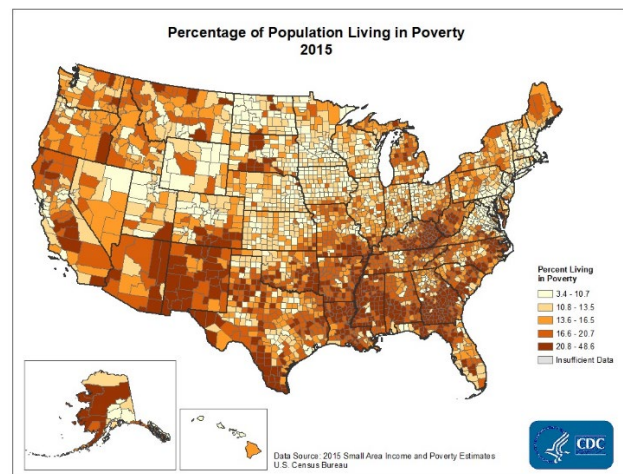 Percentage of Population Living in Poverty
2015
Percent Living
in Poverty
3.4 - 10.7
10.8 - 13.5
13.6 - 16.5
16.6 - 20.7
20.8 - 48.6
Insufficient Data
Data Source: 2015 Small Area Income and Poverty Estimates
U.S. Census Bureau
CDC